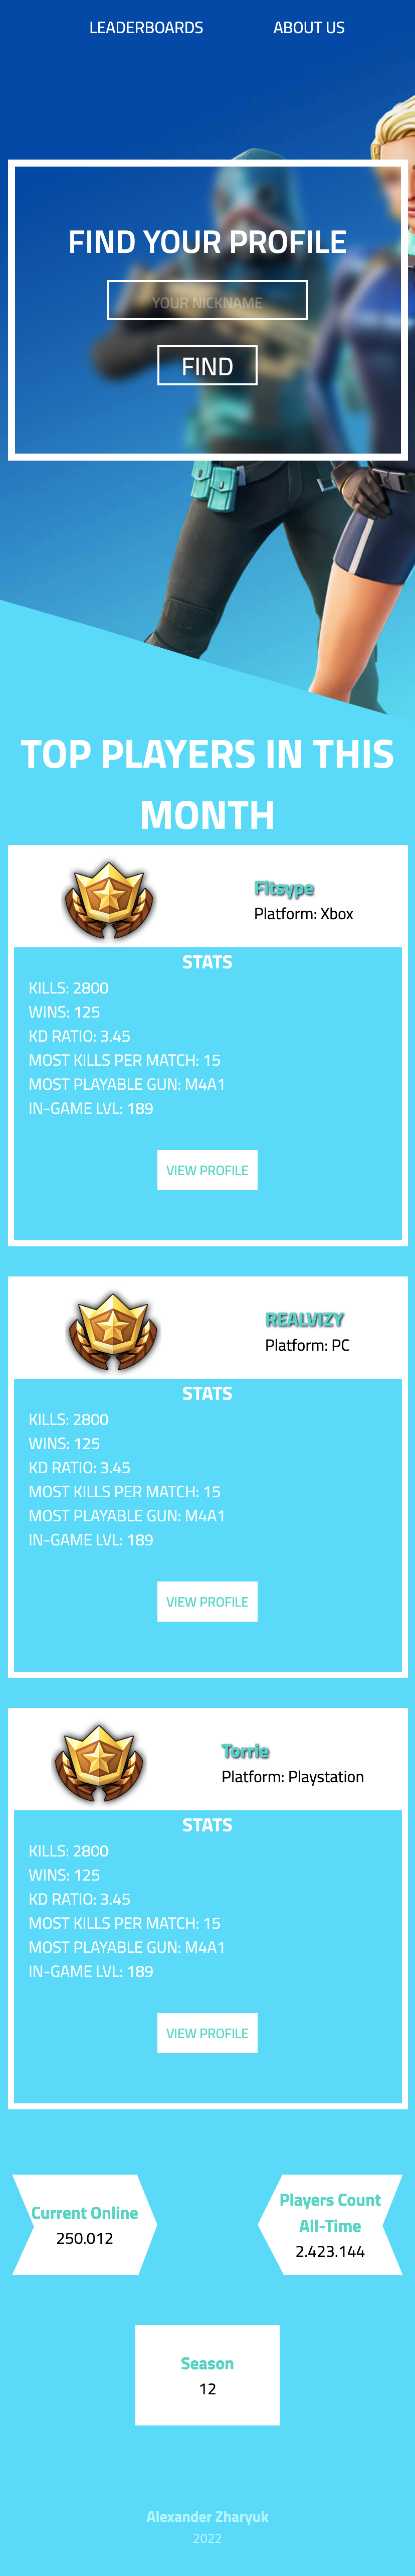 LEADERBOARDS ABOUT US
FIND YOUR PROFILE
YOUR NICKNAME
FIND
TOP PLAYERS IN THIS
MONTH
Fitsype
Platform: Xbox
STATS
KILLS: 2800
WINS: 125
KD RATIO: 3.45
MOST KILLS PER MATCH: 15
MOST PLAYABLE GUN: M4A1
IN-GAME LVL: 189
VIEW PROFILE
REALVIZY
Platform: PC
STATS
KILLS: 2800
WINS: 125
KD RATIO: 3.45
MOST KILLS PER MATCH: 15
MOST PLAYABLE GUN: M4A1
IN-GAME LVL: 189
VIEW PROFILE
Torrie
Platform: Playstation
STATS
KILLS: 2800
WINS: 125
KD RATIO: 3.45
MOST KILLS PER MATCH: 15
MOST PLAYABLE GUN: M4A1
IN-GAME LVL: 189
VIEW PROFILE
Current Online
250.012
Players Count
All-Time
2.423.144
Season
12
Alexander Zharyuk
2022